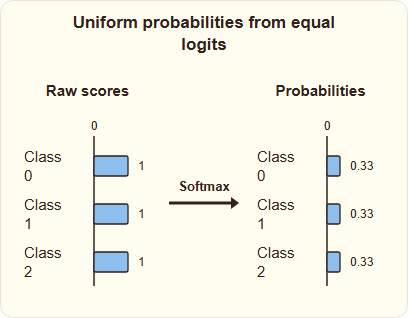 Uniform probabilities from equal
logits
Raw scores
Probabilities
0
0
Class
0
1
Class
0
0.33
Softmax
Class
1
1
Class
1
0.33
Class
2
1
Class
2
0.33